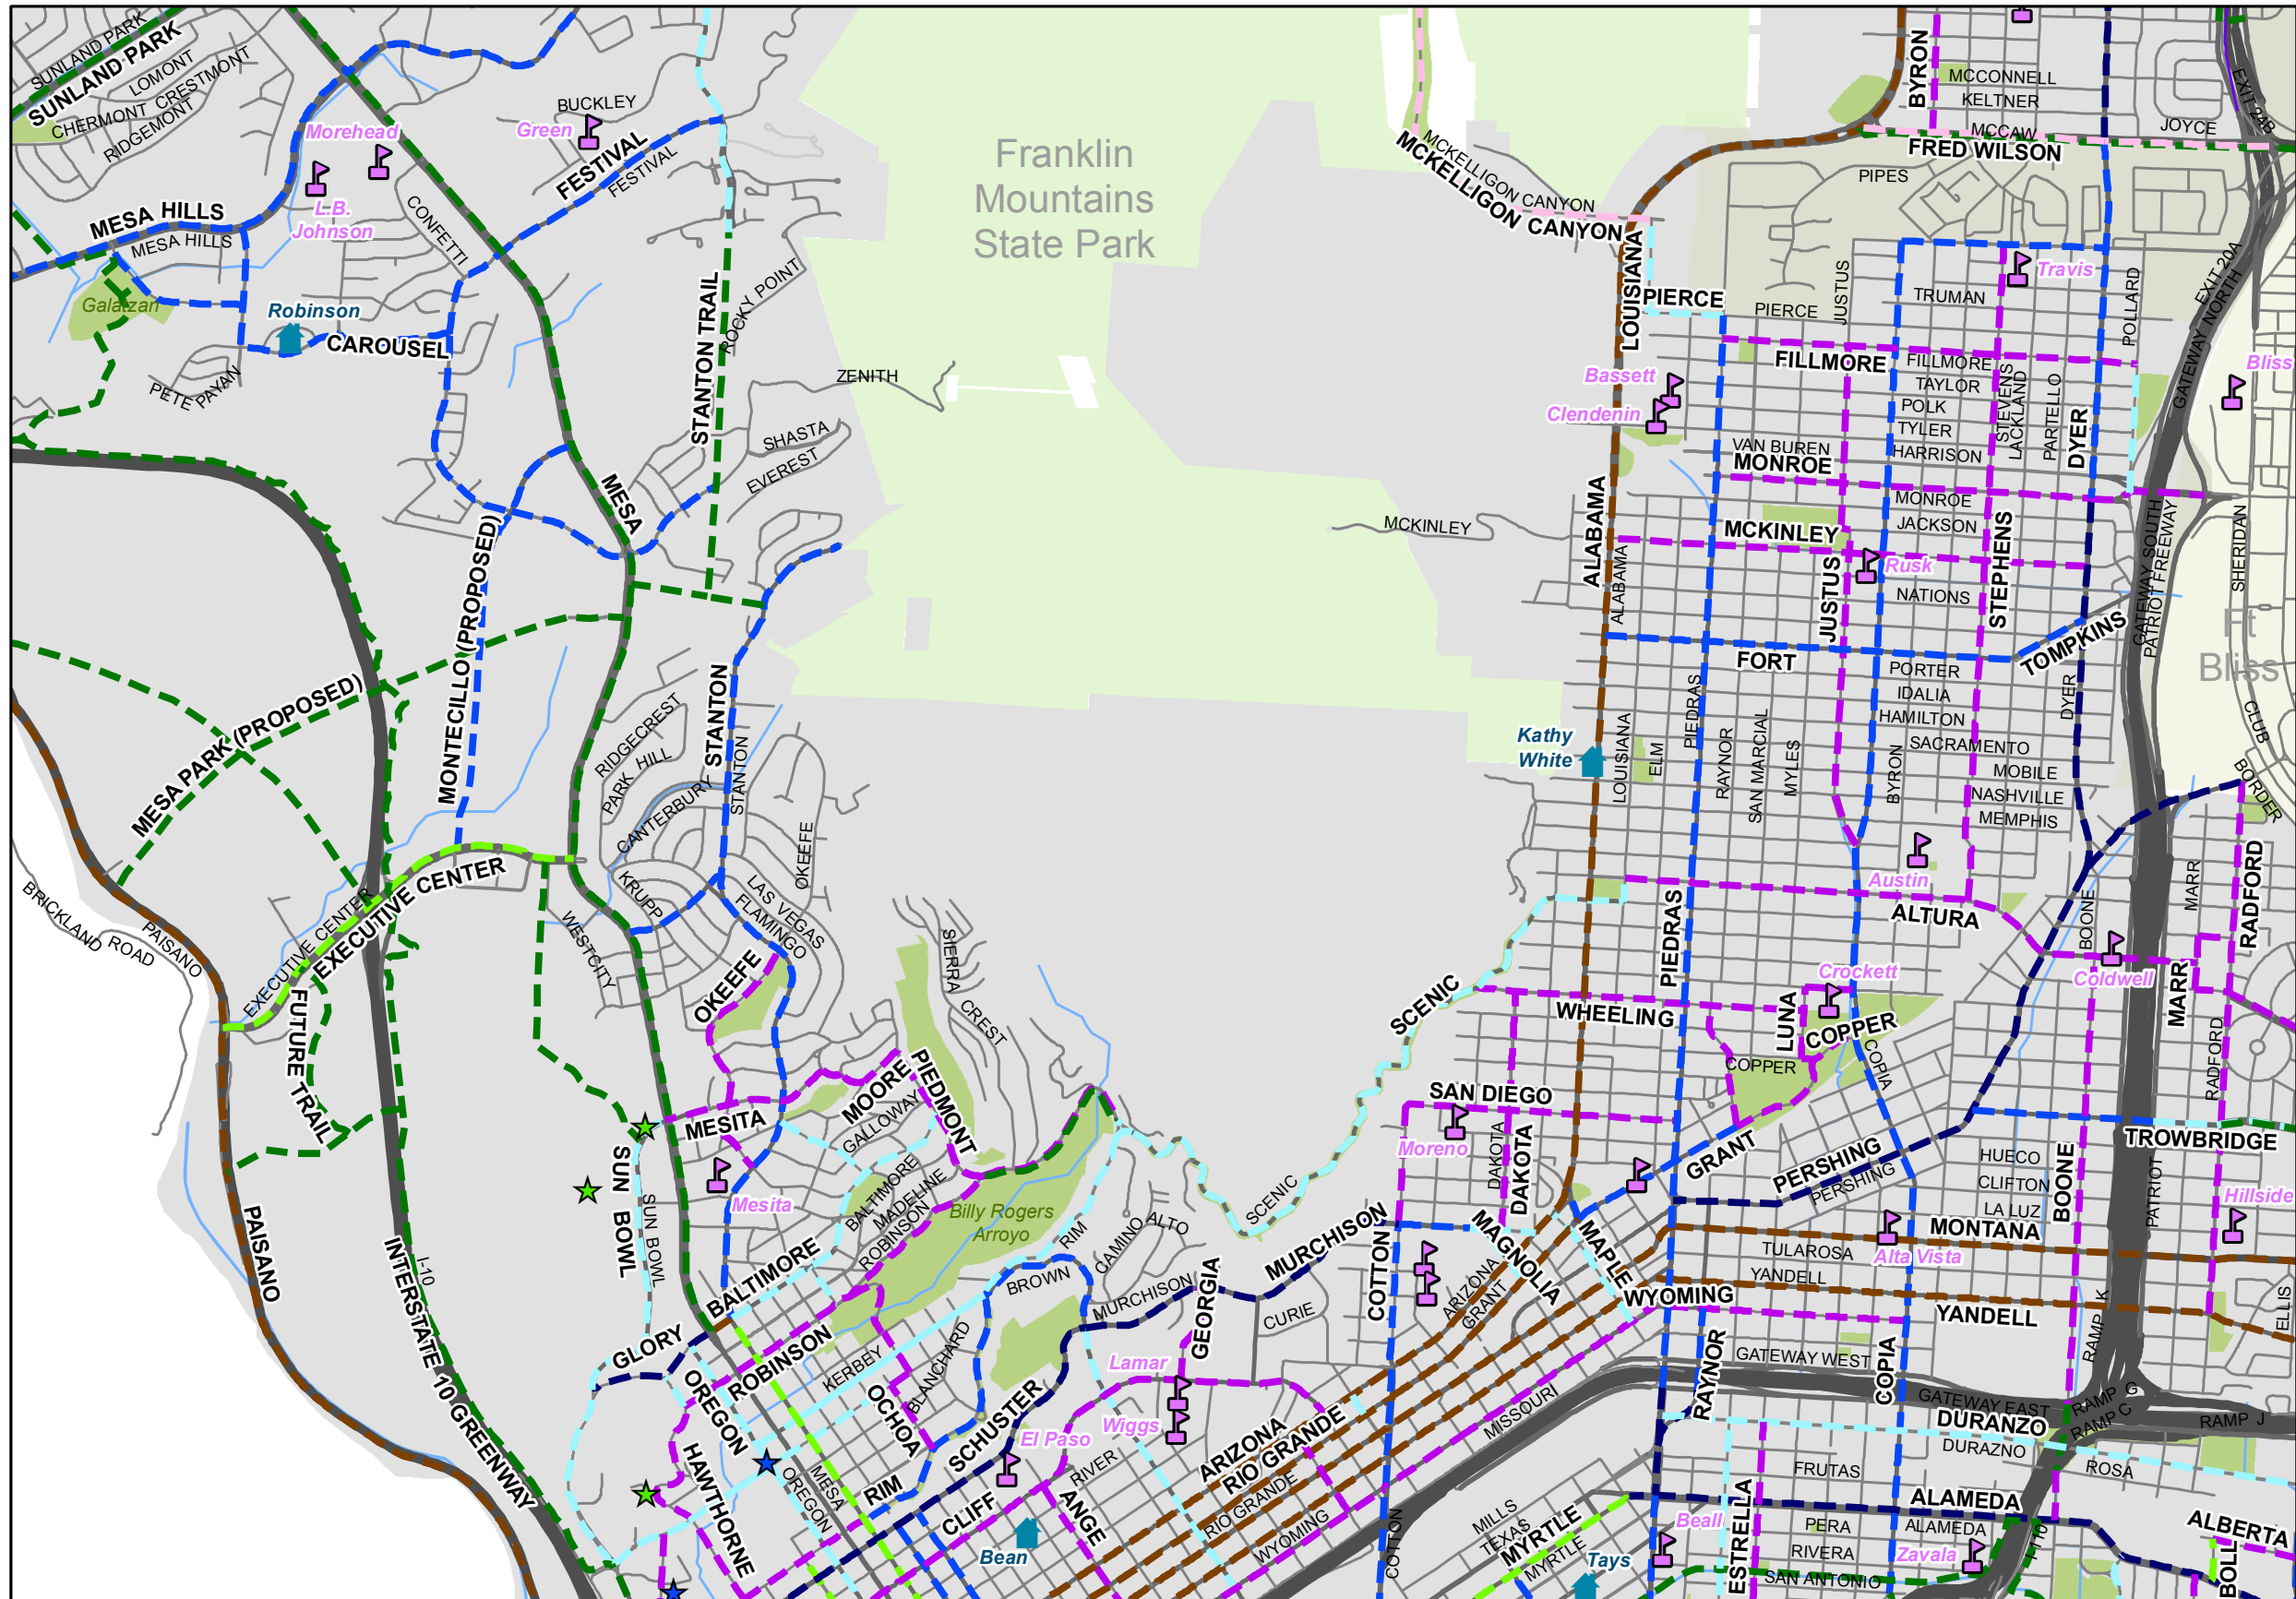 SUNLAND PARK
SUNLAND PARK
LOMONT
CHERMONT
CRESTMONT
RIDGEMONT
Morehead
L.B.
Johnson
Green
BUCKLEY
FESTIVAL
FESTIVAL
CONFETTI
MESA HILLS
MESA HILLS
Galatzan
Robinson
CAROUSEL
PETE PAYAN
STANTON TRAIL
ROCKY POINT
ZENITH
SHASTA
EVEREST
MESA
Franklin
Mountains
State Park
MCKELLIGON CANYON
MCKELLIGON CANYON
BYRON
MCCONNELL
KELTNER
MCCAW
JOYCE
FRED WILSON
EXIT 24B
PIPES
LOUISIANA
PIERCE
PIERCE
JUSTUS
TRUMAN
Travis
POLLARD
EXIT 20A
GATEWAY NORTH
FILLMORE
FILLMORE
TAYLOR
POLK
TYLER
HARRISON
STEVENS
LACKLAND
PARTELLO
DYER
Bliss
Bassett
Clendenin
VAN BUREN
MONROE
MONROE
JACKSON
MCKINLEY
MCKINLEY
ALABAMA
ALABAMA
JUSTUS
Rusk
NATIONS
STEPHENS
GATEWAY SOUTH
PATRIOT FREEWAY
SHERIDAN
Ft
Bliss
FORT
TOMPKINS
PORTER
IDALIA
HAMILTON
SACRAMENTO
MOBILE
NASHVILLE
MEMPHIS
DYER
CLUB
BORDER
Kathy
White
LOUISIANA
ELM
PIEDRAS
RAYNOR
SAN MARCIAL
MYLES
BYRON
MONTECILLO (PROPOSED)
MESA PARK (PROPOSED)
RIDGECREST
PARK HILL
CANTERBURY
STANTON
STANTON
OKEEFE
KRUPP
LAS VEGAS
FLAMINGO
WESTCITY
OKEEFE
SIERRA CREST
BRICKLAND ROAD
PAISANO
EXECUTIVE CENTER
EXECUTIVE CENTER
FUTURE TRAIL
Austin
ALTURA
BOONE
MARR
RADFORD
Coldwell
MARR
RADFORD
PIEDRAS
Crockett
LUNA
COPPER
COPPER
COPIA
WHEELING
SCENIC
SCENIC
SAN DIEGO
Moreno
DAKOTA
DAKOTA
MESITA
Mesita
MOORE
GALLOWAY
PIEDMONT
BALTIMORE
MADELINE
ROBINSON
Billy Rogers
Arroyo
SUN BOWL
SUN BOWL
PAISANO
INTERSTATE 10 GREENWAY
I-10
GLORY
BALTIMORE
ROBINSON
OREGON
OREGON
MESA
HAWTHORNE
KERBEY
OCHOA
BLANCHARD
RIM
RIM
BROWN
CAMINO ALTO
MURCHISON
MURCHISON
GEORGIA
CURIE
SCHUSTER
CLIFF
El Paso
RIVER
Lamar
Wiggs
ANGE
Bean
COTTON
COTTON
MAGNOLIA
ARIZONA
GRANT
ARIZONA
RIO GRANDE
RIO GRANDE
WYOMING
MISSOURI
GRANT
MAPLE
PERSHING
PERSHING
TROWBRIDGE
HUECO
CLIFTON
LA LUZ
BOONE
PATRIOT
Hillside
MONTANA
Alta Vista
TULAROSA
YANDELL
WYOMING
YANDELL
RAYNOR
GATEWAY WEST
COPIA
GATEWAY EAST
RAMP K
RAMP G
RAMP C
RAMP J
ELLIS
DURANZO
DURAZNO
ROSA
FRUTAS
ALAMEDA
ALAMEDA
PERA
RIVERA
SAN ANTONIO
Zavala
I-10
ESTRELLA
Beall
MILLS
TEXAS
MYRTLE
MYRTLE
Tays
ALBERTA
BOLL